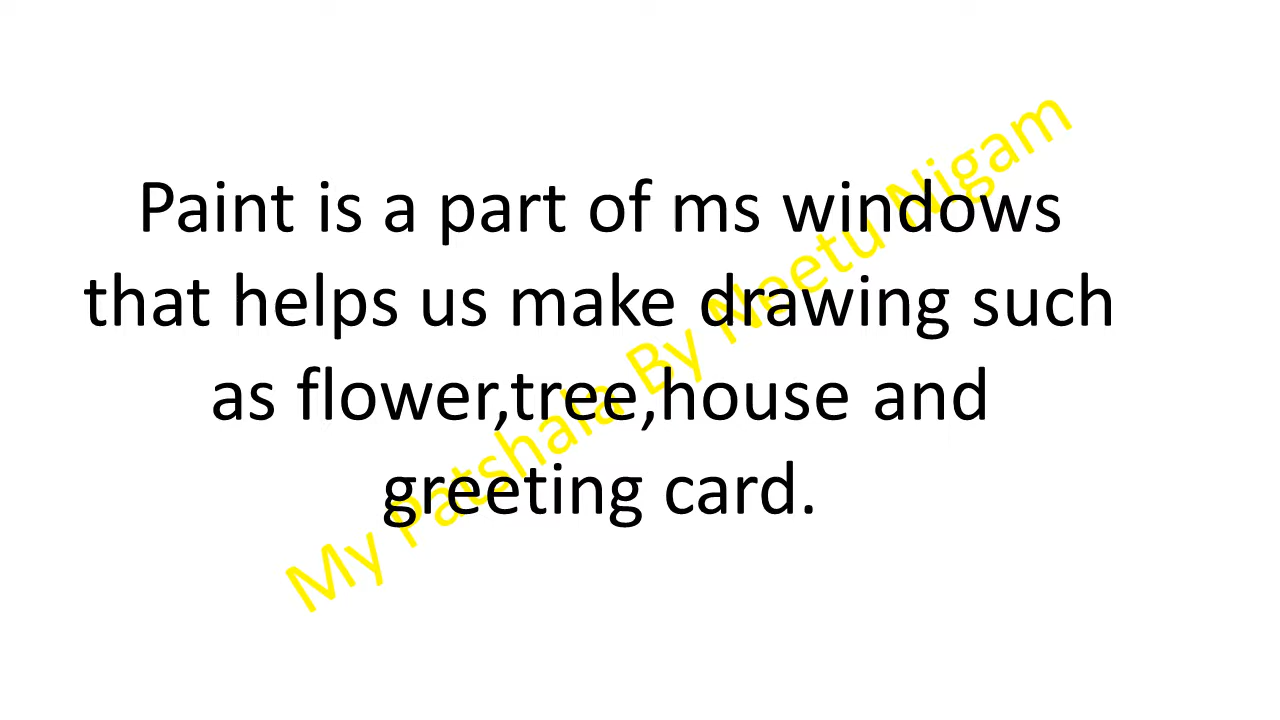 Paint is a part of ms windows
that helps us make drawing such
as flower,tree,house and
greeting card.
My Patshala By Neetu Nigam